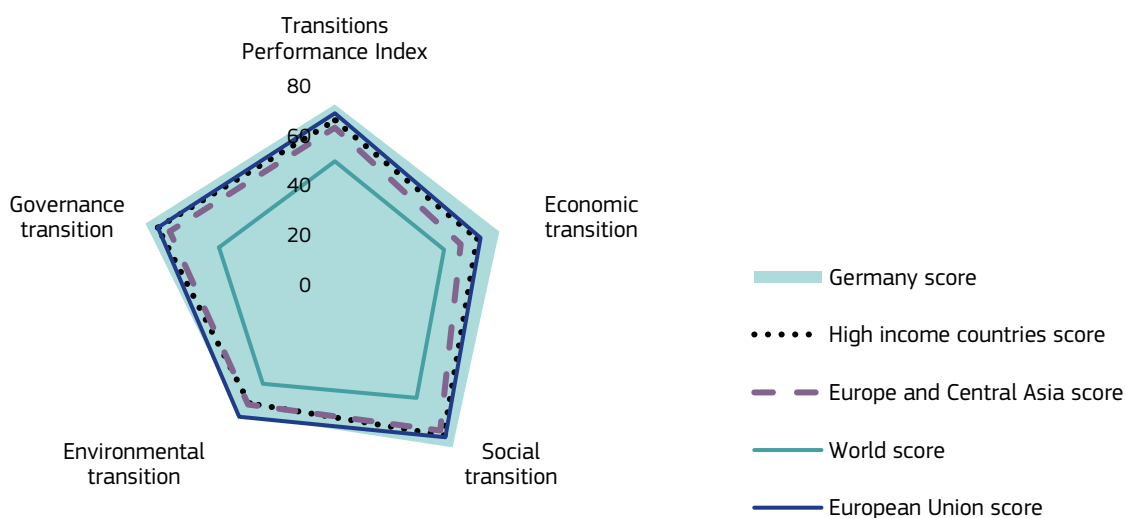 Transitions
Performance Index
80
60
40
20
0
Economic
transition
Social
transition
Environmental
transition
Governance
transition
Germany score
High income countries score
Europe and Central Asia score
World score
European Union score